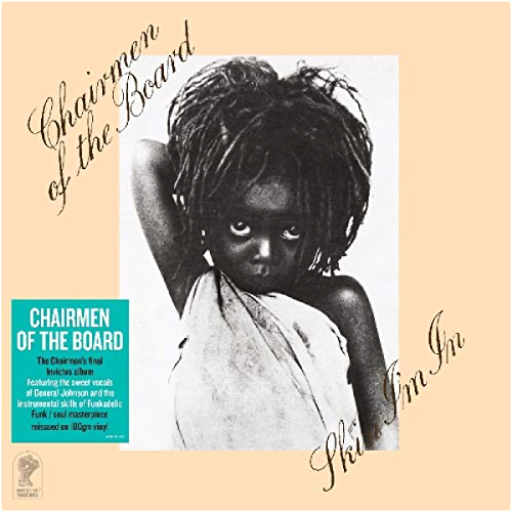 Chairmen
of the Board
CHAIRMEN
OF THE BOARD
The Chairmen's final
Invictus album
Featuring the sweet vocals
of General Johnson and the
instrumental skills of Funkadelic
Funk / soul masterpiece
reissued on 180gm vinyl
Skin I'm In